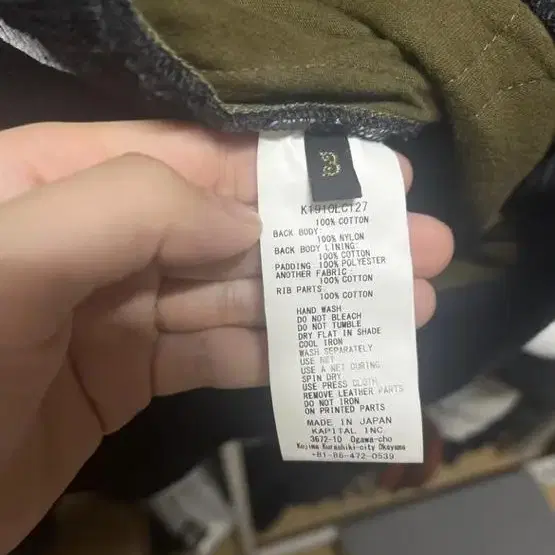 3
K1910LC127
100% COTTON
BACK BODY:
100% NYLON
BACK BODY LINING:
100% COTTON
PADDING: 100% POLYESTER
ANOTHER FABRIC:
100% COTTON
RIB PARTS:
100% COTTON
HAND WASH
DO NOT BLEACH
DO NOT TUMBLE
DRY FLAT IN SHADE
COOL IRON
WASH SEPARATELY
USE NET
USE A NET DURING
SPIN DRY
USE PRESS CLOTH
REMOVE LEATHER PARTS
DO NOT IRON
ON PRINTED PARTS
MADE IN JAPAN
KAPITAL INC.
3672-10 Ogawa-cho
Kojima Kurashiki-city Okayama
+81-86-472-0539